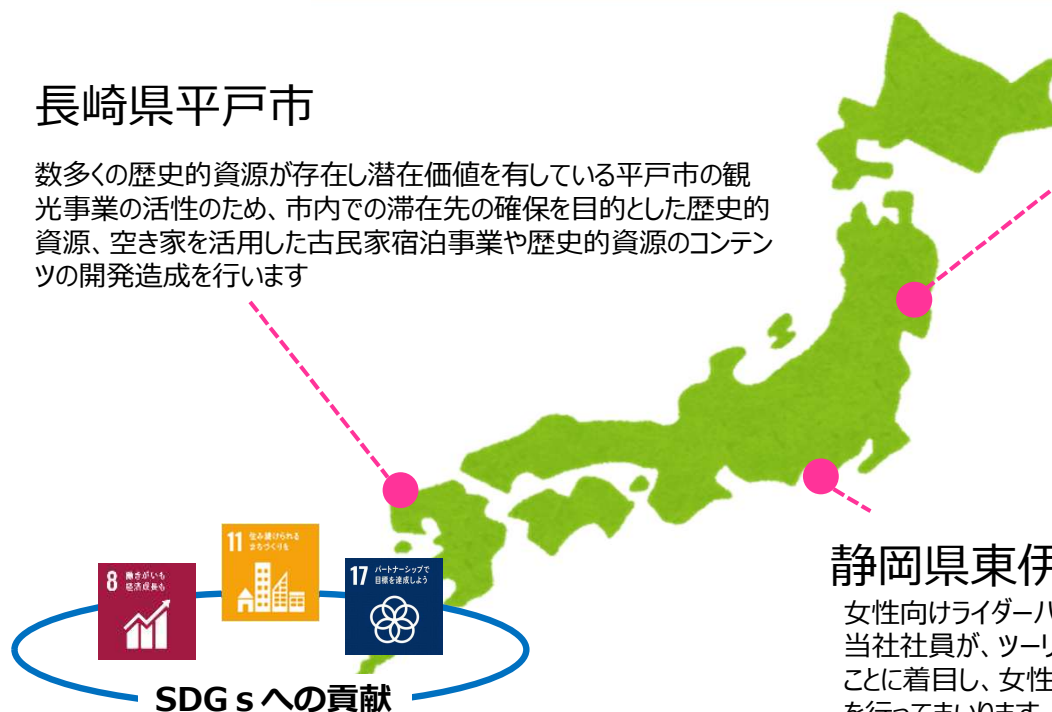 長崎県平戸市
数多くの歴史的資源が存在し潜在価値を有している平戸市の観
光事業の活性のため、市内での滞在先の確保を目的とした歴史的
資源、空き家を活用した古民家宿泊事業や歴史的資源のコンテン
ツの開発造成を行います
11 住み続けられる
まちづくりを
8 働きがいも
経済成長も
17 パートナーシップで
目標を達成しよう
SDGｓへの貢献
静岡県東伊
女性向けライダーハ
当社社員が、ツーリ
ことに着目し、女性
を行ってまいります